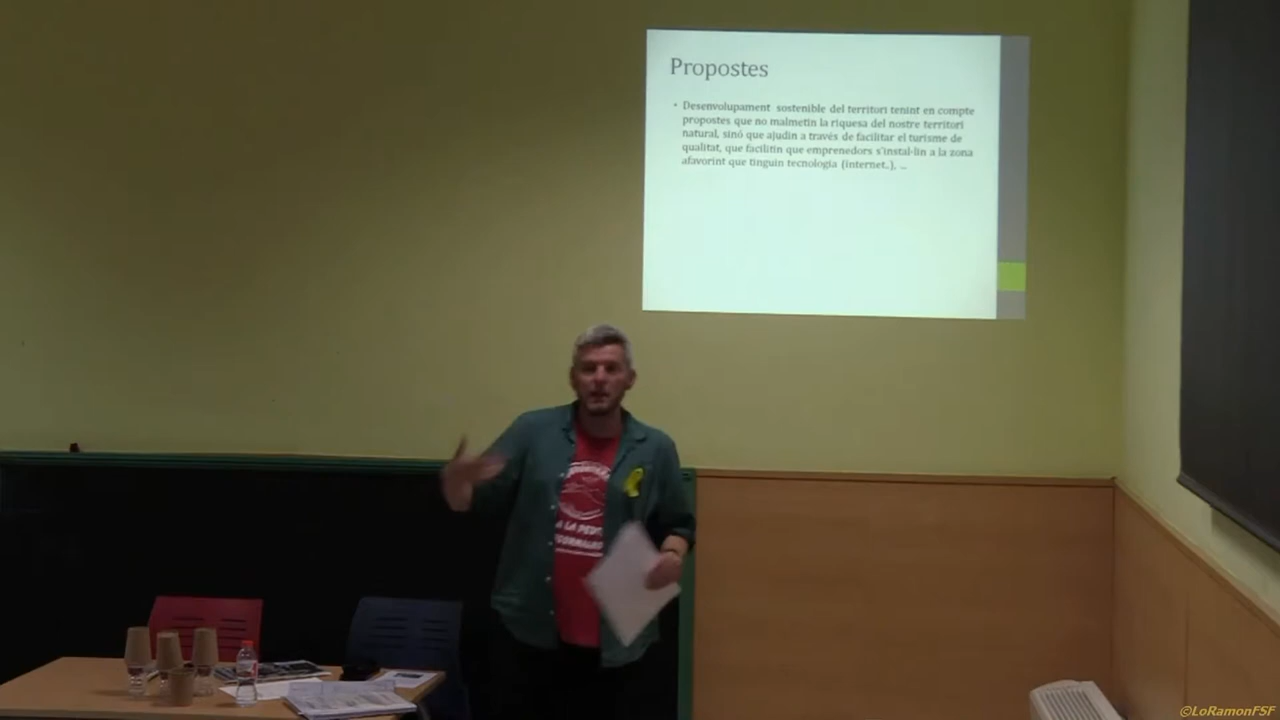 Propostes
• Desenvolupament sostenible del territori tenint en compte
propostes que no malmetin la riquesa del nostre territori
natural, sinó que ajudin a través de facilitar el turisme de
qualitat, que facilitin que emprenedors s'instal·lin a la zona
afavorint que tinguin tecnologia (internet..), ...
A LA PEDR
©LoRamonFSF